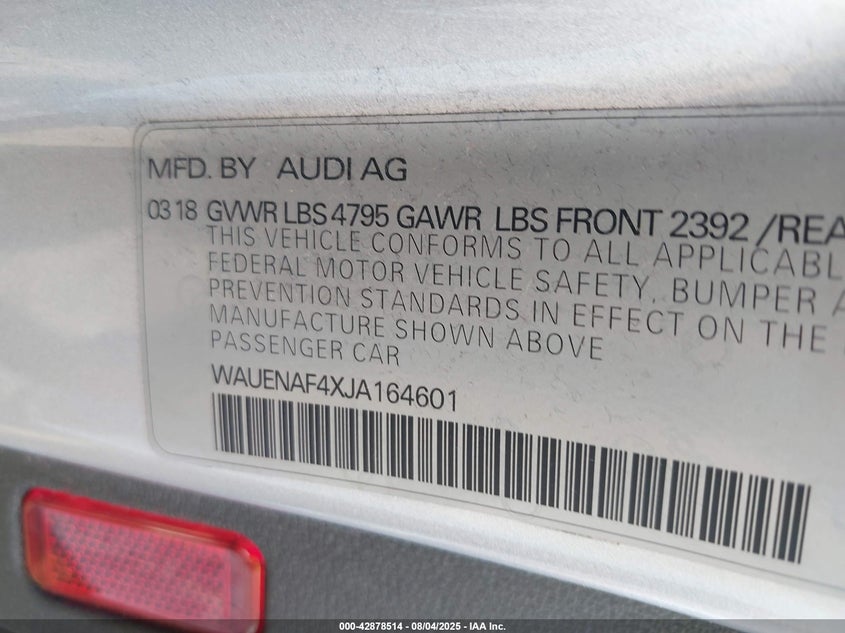 MFD. BY AUDI AG
03 18 GVWR LBS 4795 GAWR LBS FRONT 2392 /REA
THIS VEHICLE CONFORMS TO ALL APPLICABL
FEDERAL MOTOR VEHICLE SAFETY, BUMPER A
PREVENTION STANDARDS IN EFFECT ON THE
MANUFACTURE SHOWN ABOVE
PASSENGER CAR
WAUENAF4XJA164601
000-42878514 - 08/04/2025 - IAA Inc.